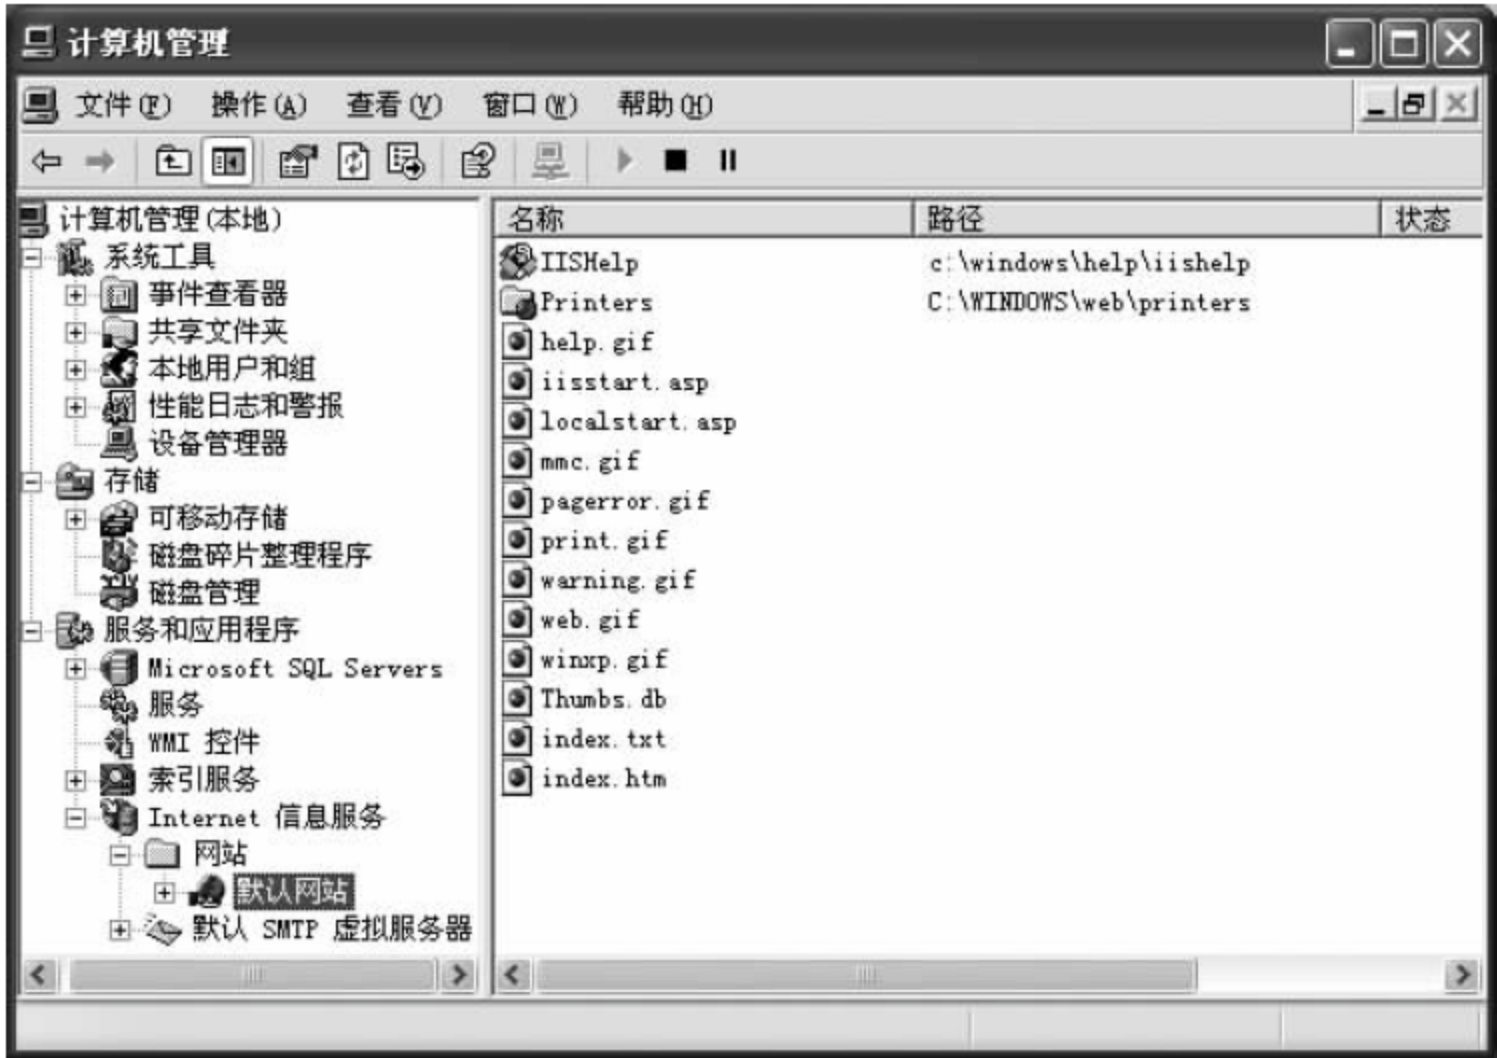 计算机管理
文件(F) 操作(A) 查看(V) 窗口(W) 帮助(H)
计算机管理(本地)
系统工具
事件查看器
共享文件夹
本地用户和组
性能日志和警报
设备管理器
存储
可移动存储
磁盘碎片整理程序
磁盘管理
服务和应用程序
Microsoft SQL Servers
服务
WMI 控件
索引服务
Internet 信息服务
网站
默认网站
默认 SMTP 虚拟服务器
名称 路径 状态
IISHelp c:\windows\help\iishelp
Printers C:\WINDOWS\web\printers
help.gif
iisstart.asp
localstart.asp
mmc.gif
pagerror.gif
print.gif
warning.gif
web.gif
winxp.gif
Thumbs.db
index.txt
index.htm